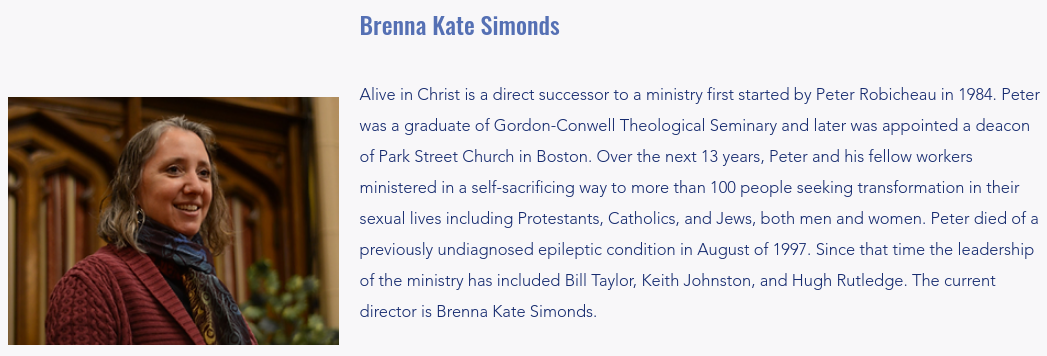 Brenna Kate Simonds
Alive in Christ is a direct successor to a ministry first started by Peter Robicheau in 1984. Peter
was a graduate of Gordon-Conwell Theological Seminary and later was appointed a deacon
of Park Street Church in Boston. Over the next 13 years, Peter and his fellow workers
ministered in a self-sacrificing way to more than 100 people seeking transformation in their
sexual lives including Protestants, Catholics, and Jews, both men and women. Peter died of a
previously undiagnosed epileptic condition in August of 1997. Since that time the leadership
of the ministry has included Bill Taylor, Keith Johnston, and Hugh Rutledge. The current
director is Brenna Kate Simonds.